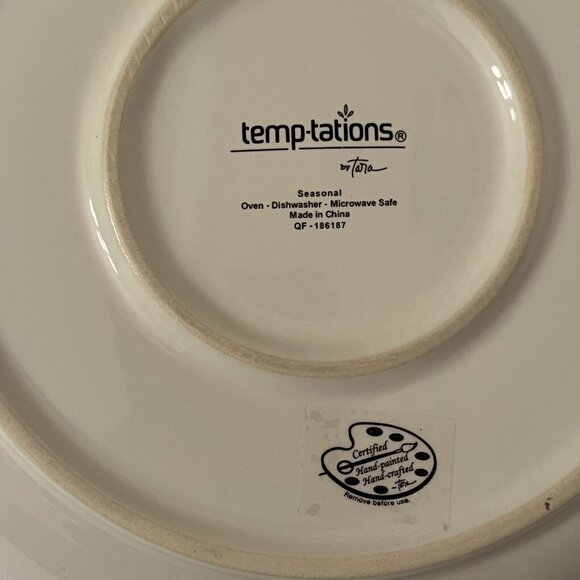 temp-tations®
by Tara
Seasonal
Oven - Dishwasher - Microwave Safe
Made in China
QF - 186187
Certified
Hand-painted
Hand-crafted
~Tara
Remove before use.